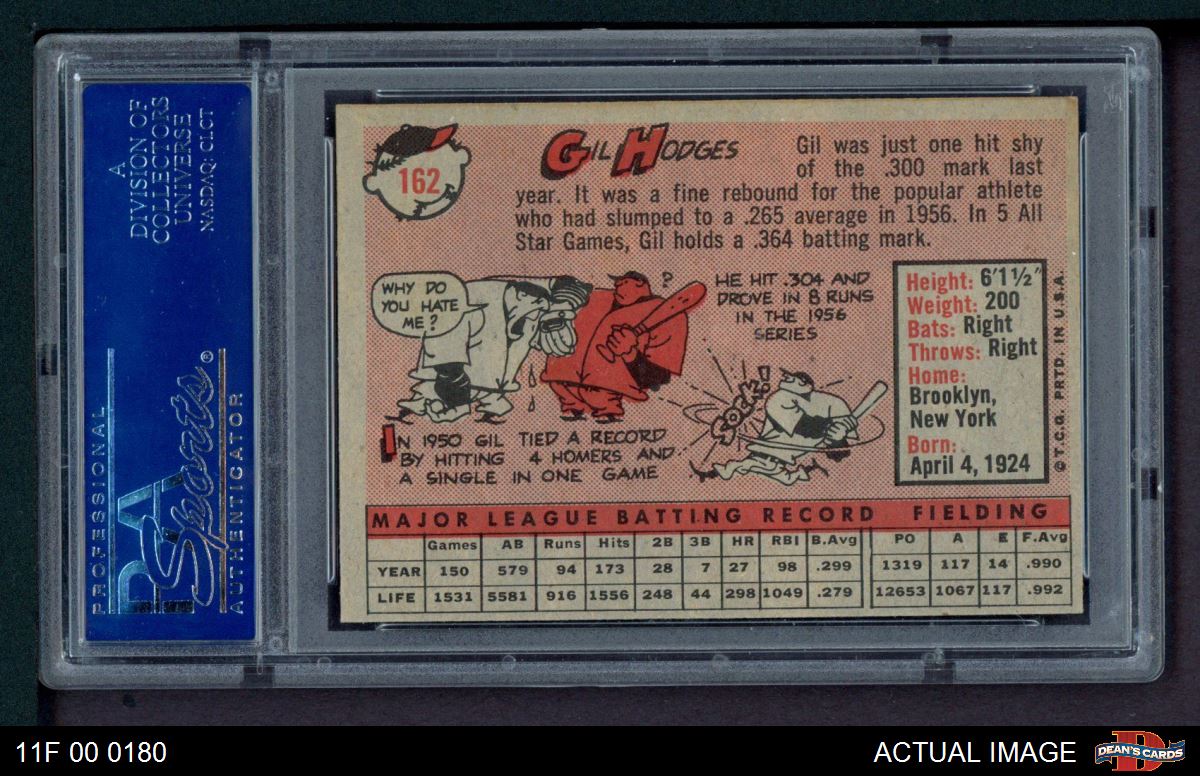 A
DIVISION OF
COLLECTORS
UNIVERSE
NASDAQ: CLCT
PROFESSIONAL
PSA
Sports®
AUTHENTICATOR
162
GIL HODGES
Gil was just one hit shy
of the .300 mark last
year. It was a fine rebound for the popular athlete
who had slumped to a .265 average in 1956. In 5 All
Star Games, Gil holds a .364 batting mark.
WHY DO
YOU HATE
ME?
?
HE HIT .304 AND
DROVE IN 8 RUNS
IN THE 1956
SERIES
SOCK!
IN 1950 GIL TIED A RECORD
BY HITTING 4 HOMERS AND
A SINGLE IN ONE GAME
Height: 6'1½"
Weight: 200
Bats: Right
Throws: Right
Home:
Brooklyn,
New York
Born:
April 4, 1924
©T.C.G. PRTD. IN U.S.A.
MAJOR LEAGUE BATTING RECORD FIELDING
Games AB Runs Hits 2B 3B HR RBI B.Avg PO A E F.Avg
YEAR 150 579 94 173 28 7 27 98 .299 1319 117 14 .990
LIFE 1531 5581 916 1556 248 44 298 1049 .279 12653 1067 117 .992
11F 00 0180
ACTUAL IMAGE
DEAN'S CARDS